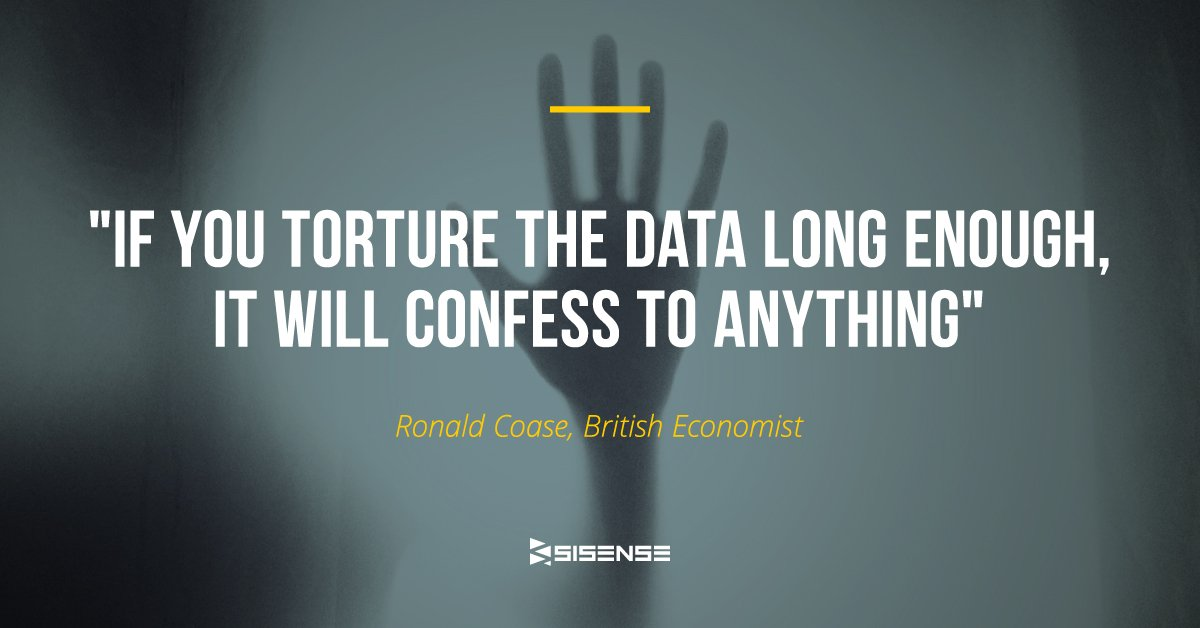 "IF YOU TORTURE THE DATA LONG ENOUGH,
IT WILL CONFESS TO ANYTHING"
Ronald Coase, British Economist
SISENSE